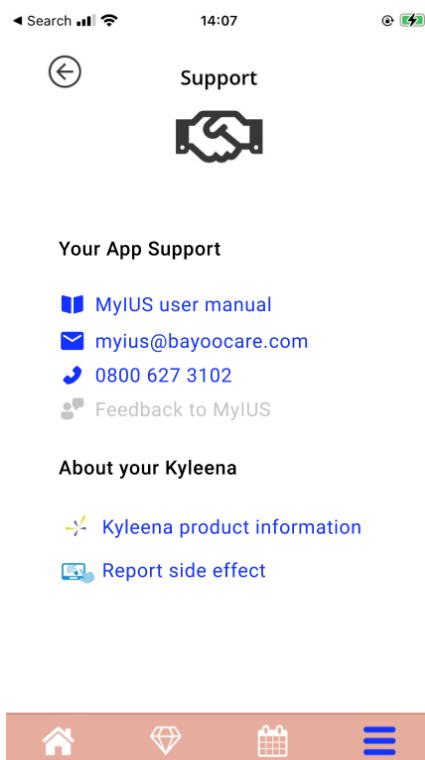 Search
14:07
Support
Your App Support
MyIUS user manual
myius@bayoocare.com
0800 627 3102
Feedback to MyIUS
About your Kyleena
Kyleena product information
Report side effect